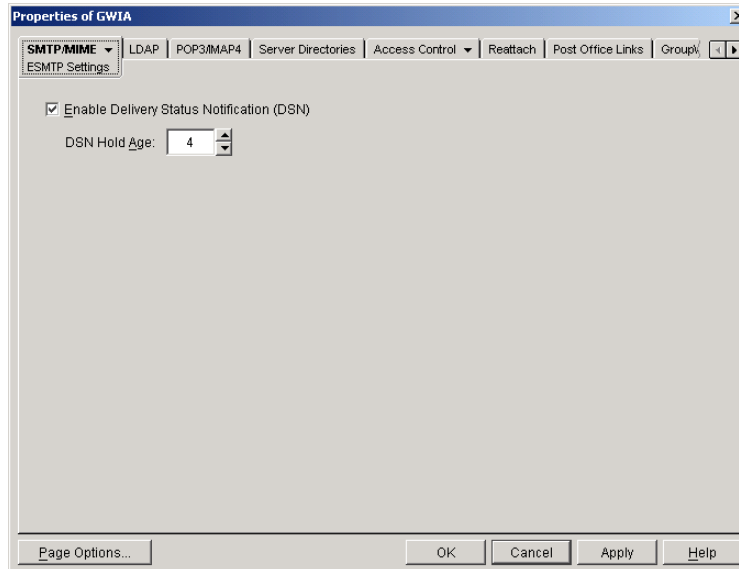 Properties of GWIA
SMTP/MIME LDAP POP3/IMAP4 Server Directories Access Control Reattach Post Office Links
ESMTP Settings
Enable Delivery Status Notification (DSN)
DSN Hold Age: 4
Page Options... OK Cancel Apply Help